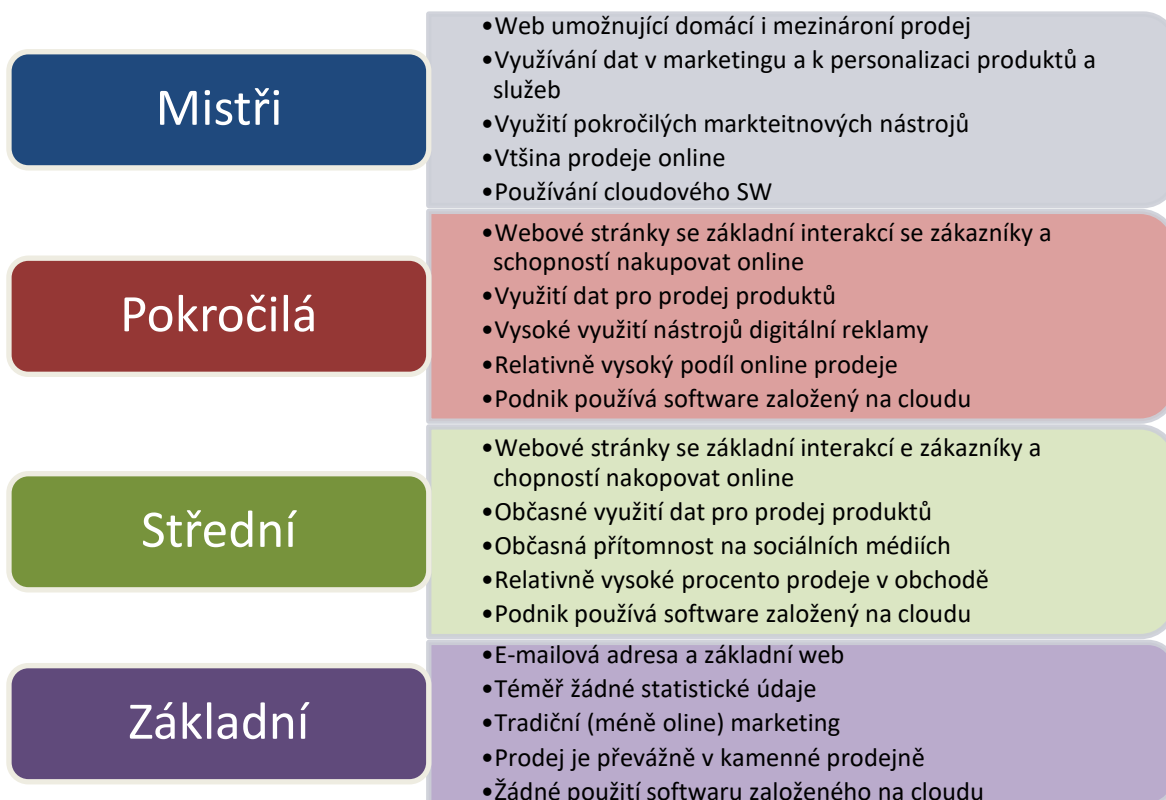 Mistři
•Web umožnující domácí i mezinároní prodej
•Využívání dat v marketingu a k personalizaci produktů a
služeb
•Využití pokročilých markteitnových nástrojů
•Vtšina prodeje online
•Používání cloudového SW
Pokročilá
•Webové stránky se základní interakcí se zákazníky a
schopností nakupovat online
•Využití dat pro prodej produktů
•Vysoké využití nástrojů digitální reklamy
•Relativně vysoký podíl online prodeje
•Podnik používá software založený na cloudu
Střední
•Webové stránky se základní interakcí e zákazníky a
chopností nakopovat online
•Občasné využití dat pro prodej produktů
•Občasná přítomnost na sociálních médiích
•Relativně vysoké procento prodeje v obchodě
•Podnik používá software založený na cloudu
Základní
•E-mailová adresa a základní web
•Téměř žádné statistické údaje
•Tradiční (méně oline) marketing
•Prodej je převážně v kamenné prodejně
•Žádné použití softwaru založeného na cloudu